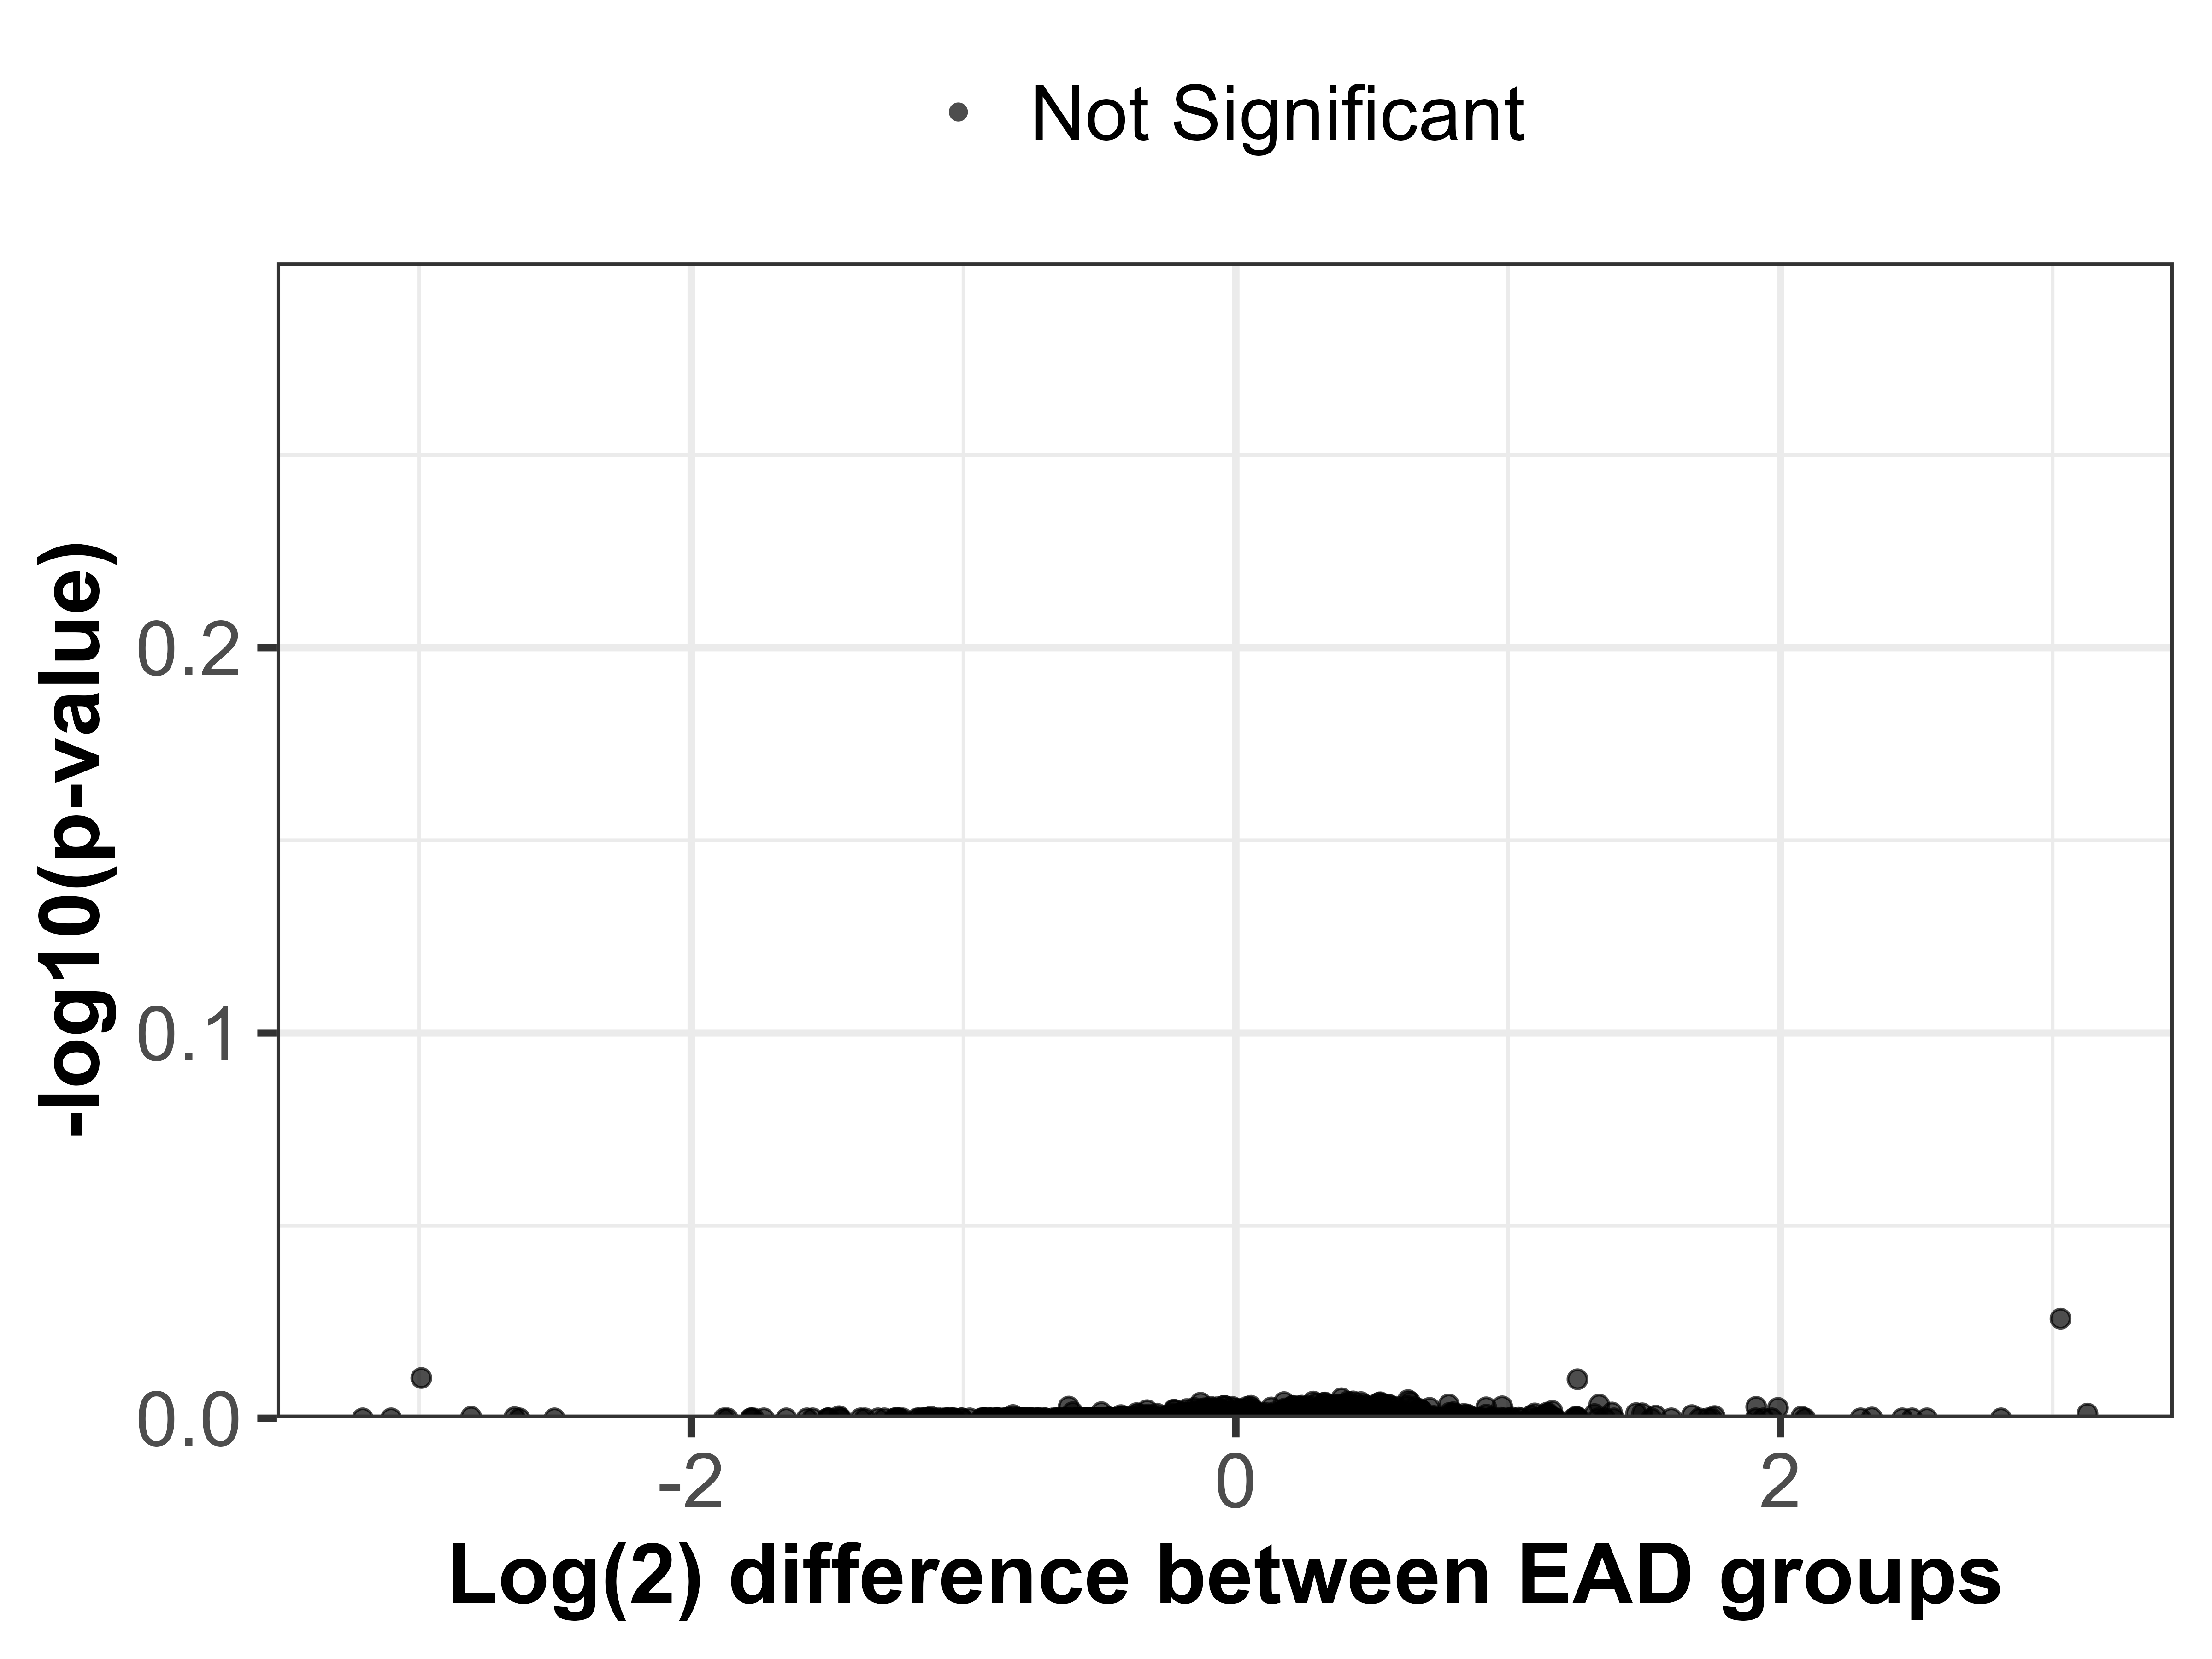 Not Significant
-log10(p-value)
0.2
0.1
0.0
-2
0
2
Log(2) difference between EAD groups